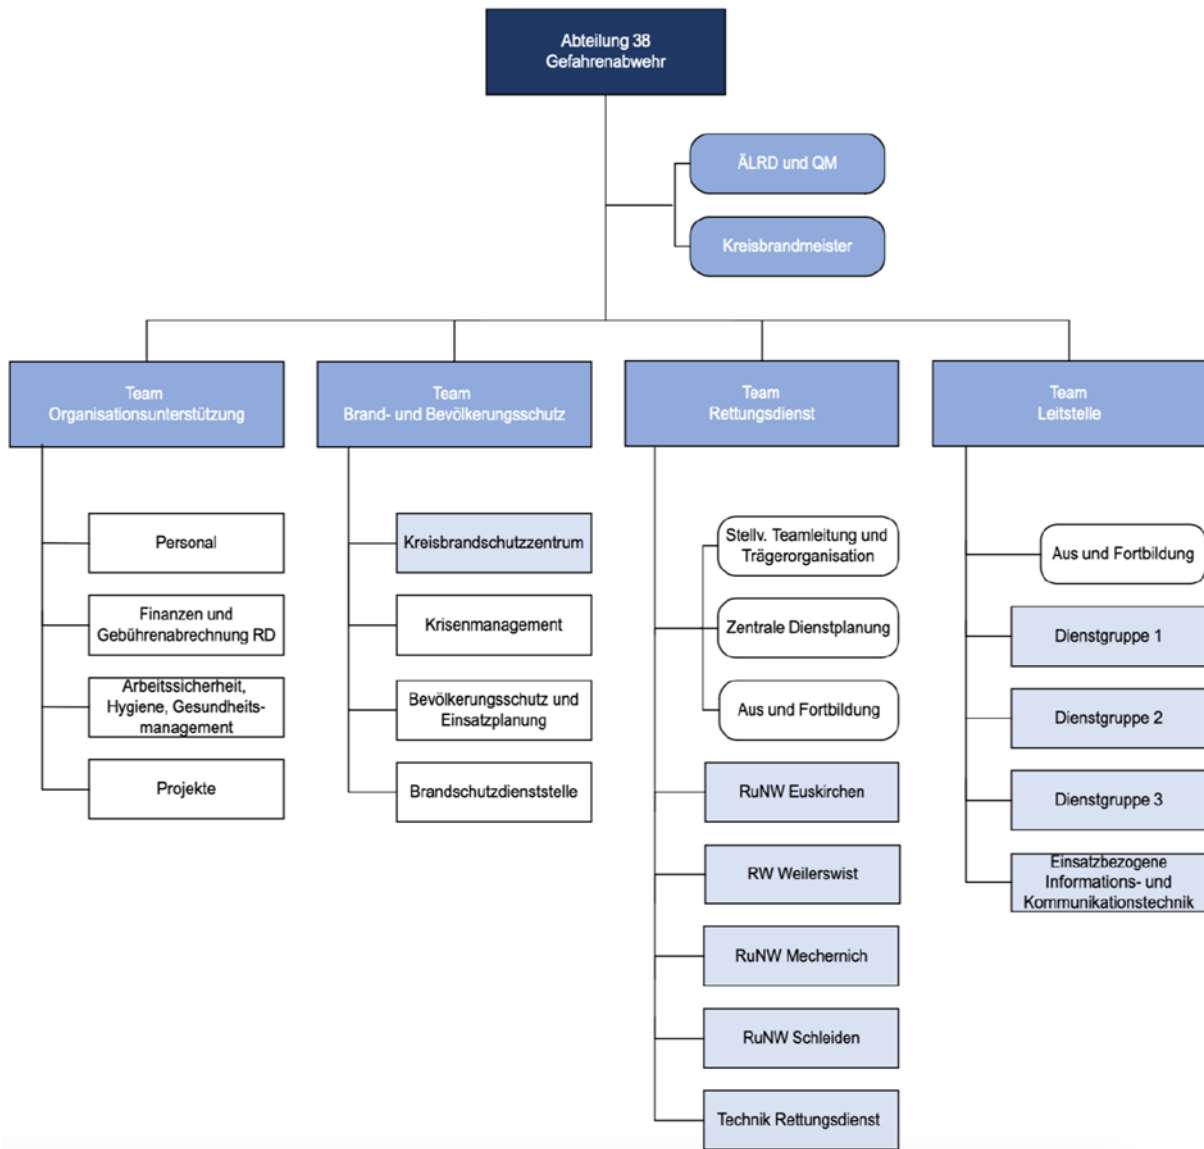 Abteilung 38
Gefahrenabwehr
ÄLRD und QM
Kreisbrandmeister
Team
Organisationsunterstützung
Personal
Finanzen und
Gebührenabrechnung RD
Arbeitssicherheit,
Hygiene, Gesundheits-
management
Projekte
Team
Brand- und Bevölkerungsschutz
Kreisbrandschutzzentrum
Krisenmanagement
Bevölkerungsschutz und
Einsatzplanung
Brandschutzdienststelle
Team
Rettungsdienst
Stellv. Teamleitung und
Trägerorganisation
Zentrale Dienstplanung
Aus und Fortbildung
RuNW Euskirchen
RW Weilerswist
RuNW Mechernich
RuNW Schleiden
Technik Rettungsdienst
Team
Leitstelle
Aus und Fortbildung
Dienstgruppe 1
Dienstgruppe 2
Dienstgruppe 3
Einsatzbezogene
Informations- und
Kommunikationstechnik